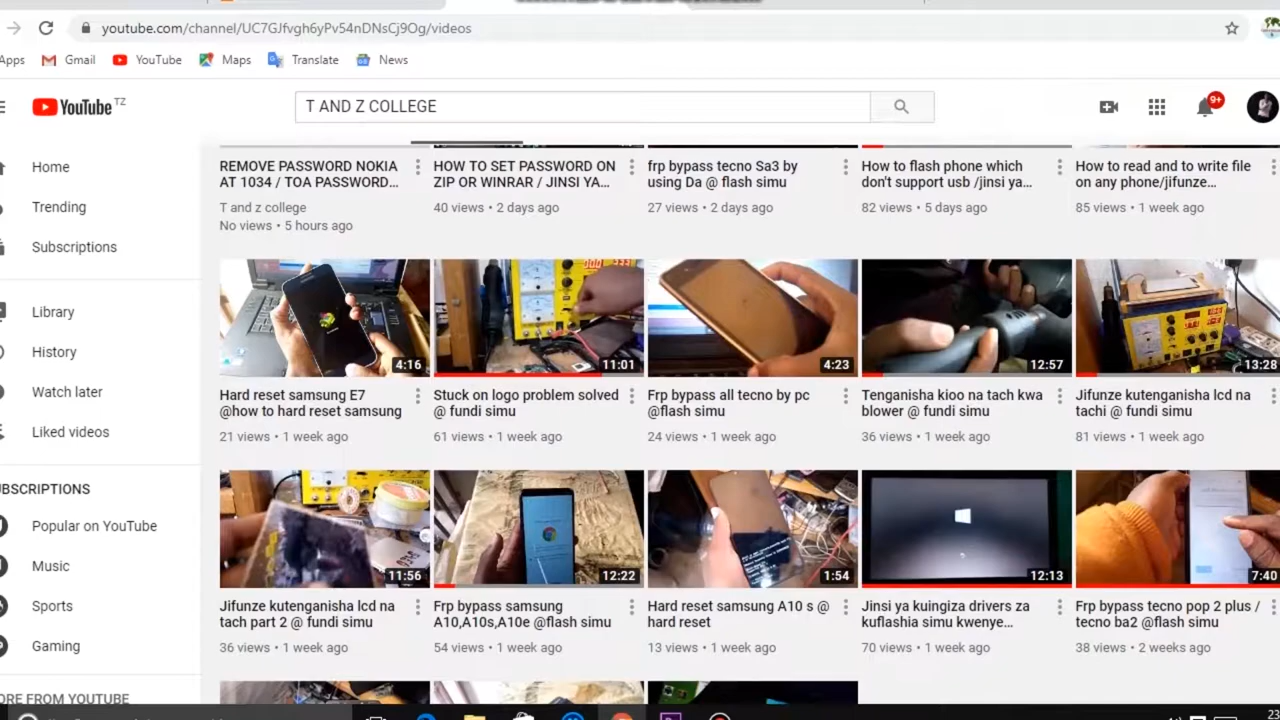 youtube.com/channel/UC7GJfvgh6yPv54nDNsCj9Og/videos
Apps Gmail YouTube Maps Translate News
YouTube TZ
T AND Z COLLEGE
9+
Home
Trending
Subscriptions
Library
History
Watch later
Liked videos
UBSCRIPTIONS
Popular on YouTube
Music
Sports
Gaming
ORE FROM YOUTUBE
REMOVE PASSWORD NOKIA
AT 1034 / TOA PASSWORD...
T and z college
No views • 5 hours ago
HOW TO SET PASSWORD ON
ZIP OR WINRAR / JINSI YA...
40 views • 2 days ago
frp bypass tecno Sa3 by
using Da @ flash simu
27 views • 2 days ago
How to flash phone which
don't support usb /jinsi ya...
82 views • 5 days ago
How to read and to write file
on any phone/jifunze...
85 views • 1 week ago
4:16
Hard reset samsung E7
@how to hard reset samsung
21 views • 1 week ago
11:01
Stuck on logo problem solved
@ fundi simu
61 views • 1 week ago
4:23
Frp bypass all tecno by pc
@flash simu
24 views • 1 week ago
12:57
Tenganisha kioo na tach kwa
blower @ fundi simu
36 views • 1 week ago
13:28
Jifunze kutenganisha lcd na
tachi @ fundi simu
81 views • 1 week ago
11:56
Jifunze kutenganisha lcd na
tach part 2 @ fundi simu
36 views • 1 week ago
12:22
Frp bypass samsung
A10,A10s,A10e @flash simu
54 views • 1 week ago
1:54
Hard reset samsung A10 s @
hard reset
13 views • 1 week ago
12:13
Jinsi ya kuingiza drivers za
kuflashia simu kwenye...
70 views • 1 week ago
7:40
Frp bypass tecno pop 2 plus /
tecno ba2 @flash simu
38 views • 2 weeks ago